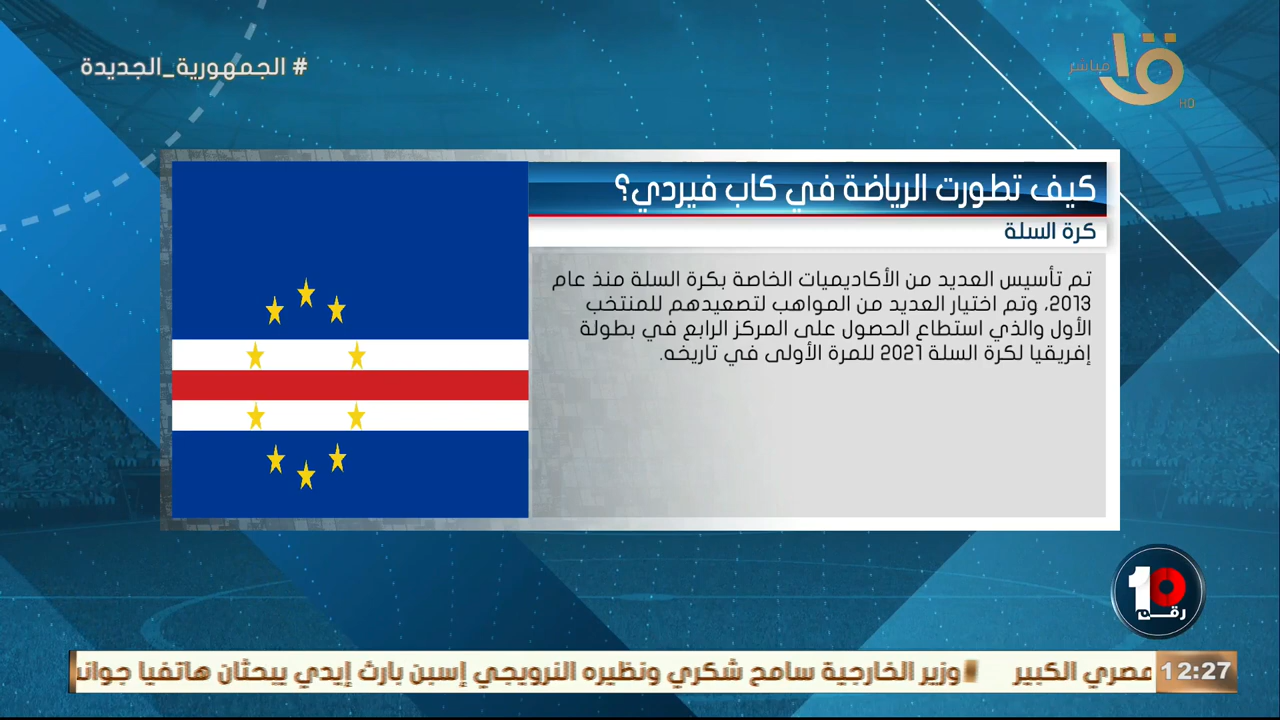 # الجمهورية_الجديدة
مباشر
HD
كيف تطورت الرياضة في كاب فيردي؟
كرة السلة
تم تأسيس العديد من الأكاديميات الخاصة بكرة السلة منذ عام
2013، وتم اختيار العديد من المواهب لتصعيدهم للمنتخب
الأول والذي استطاع الحصول على المركز الرابع في بطولة
إفريقيا لكرة السلة 2021 للمرة الأولى في تاريخه.
10
رقم
12:27
مصري الكبير وزير الخارجية سامح شكري ونظيره النرويجي إسبن بارث إيدي يبحثان هاتفيا